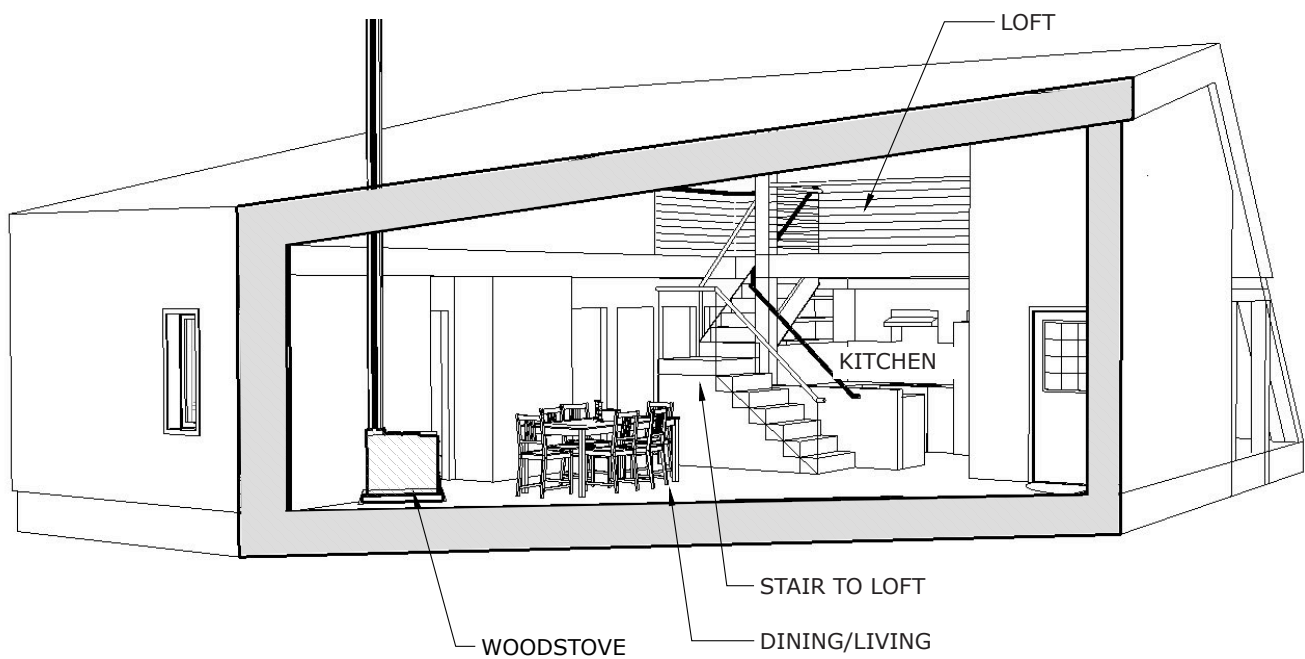 LOFT
KITCHEN
STAIR TO LOFT
DINING/LIVING
WOODSTOVE